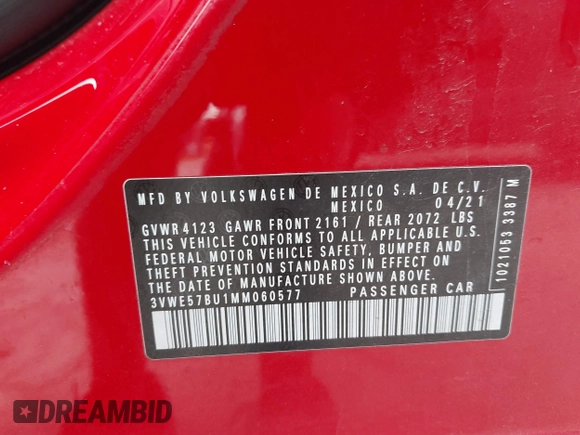 MFD BY VOLKSWAGEN DE MEXICO S.A. DE C.V.
MEXICO 04/21
GVWR 4123 GAWR FRONT 2161 / REAR 2072 LBS
THIS VEHICLE CONFORMS TO ALL APPLICABLE U.S.
FEDERAL MOTOR VEHICLE SAFETY, BUMPER AND
THEFT PREVENTION STANDARDS IN EFFECT ON
THE DATE OF MANUFACTURE SHOWN ABOVE.
3VWE57BU1MM060577 PASSENGER CAR
1021053 3387 M
DREAMBID